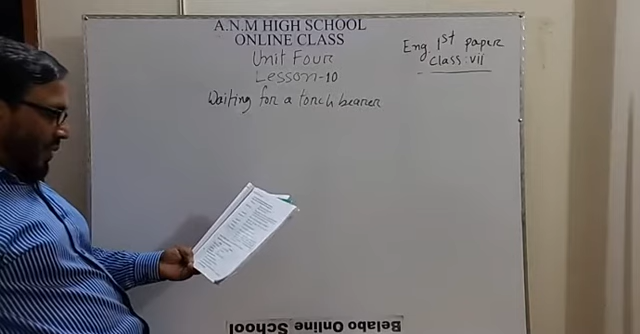 A.N.M HIGH SCHOOL
ONLINE CLASS
Unit Four
Lesson-10
Waiting for a torch bearer
Eng. 1st paper
Class: vii
Belabo Online School